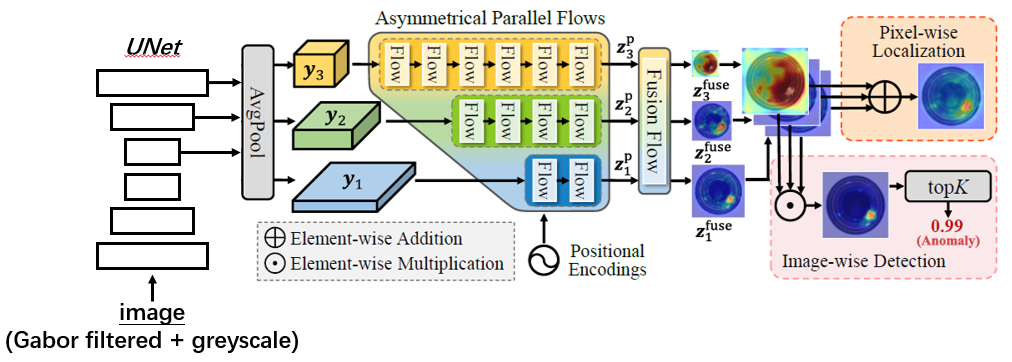 UNet
image
(Gabor filtered + greyscale)
AvgPool
y₃
y₂
y₁
Asymmetrical Parallel Flows
Flow Flow Flow Flow Flow Flow
Flow Flow Flow Flow
Flow Flow
Positional
Encodings
⊕ Element-wise Addition
⊙ Element-wise Multiplication
z₃ᵖ
z₂ᵖ
z₁ᵖ
Fusion Flow
z₃ᶠᵘˢᵉ
z₂ᶠᵘˢᵉ
z₁ᶠᵘˢᵉ
Pixel-wise
Localization
topK
0.99
(Anomaly)
Image-wise Detection